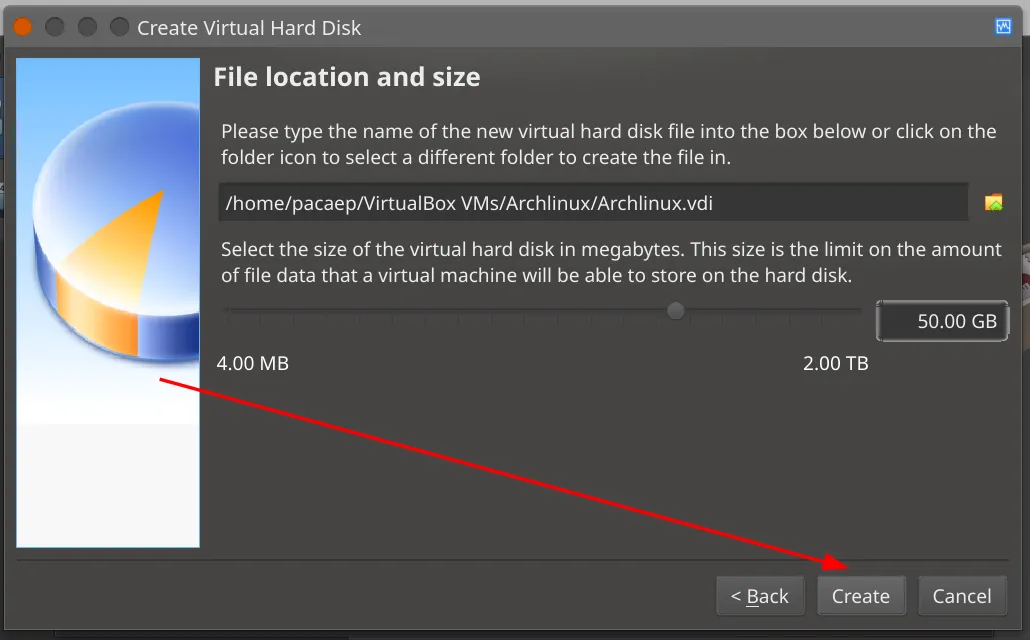 Create Virtual Hard Disk
File location and size
Please type the name of the new virtual hard disk file into the box below or click on the
folder icon to select a different folder to create the file in.
/home/pacaep/VirtualBox VMs/Archlinux/Archlinux.vdi
Select the size of the virtual hard disk in megabytes. This size is the limit on the amount
of file data that a virtual machine will be able to store on the hard disk.
50.00 GB
4.00 MB 2.00 TB
< Back Create Cancel